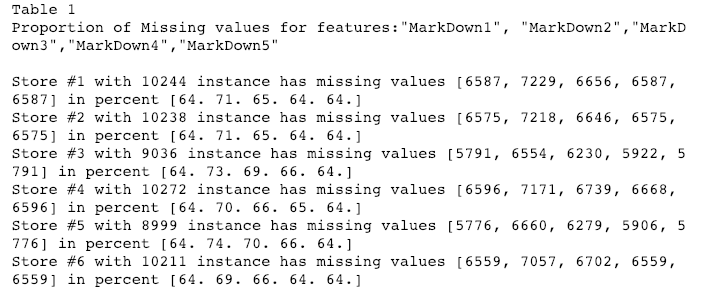 Table 1
Proportion of Missing values for features:"MarkDown1", "MarkDown2","MarkD
own3","MarkDown4","MarkDown5"
Store #1 with 10244 instance has missing values [6587, 7229, 6656, 6587,
6587] in percent [64. 71. 65. 64. 64.]
Store #2 with 10238 instance has missing values [6575, 7218, 6646, 6575,
6575] in percent [64. 71. 65. 64. 64.]
Store #3 with 9036 instance has missing values [5791, 6554, 6230, 5922, 5
791] in percent [64. 73. 69. 66. 64.]
Store #4 with 10272 instance has missing values [6596, 7171, 6739, 6668,
6596] in percent [64. 70. 66. 65. 64.]
Store #5 with 8999 instance has missing values [5776, 6660, 6279, 5906, 5
776] in percent [64. 74. 70. 66. 64.]
Store #6 with 10211 instance has missing values [6559, 7057, 6702, 6559,
6559] in percent [64. 69. 66. 64. 64.]